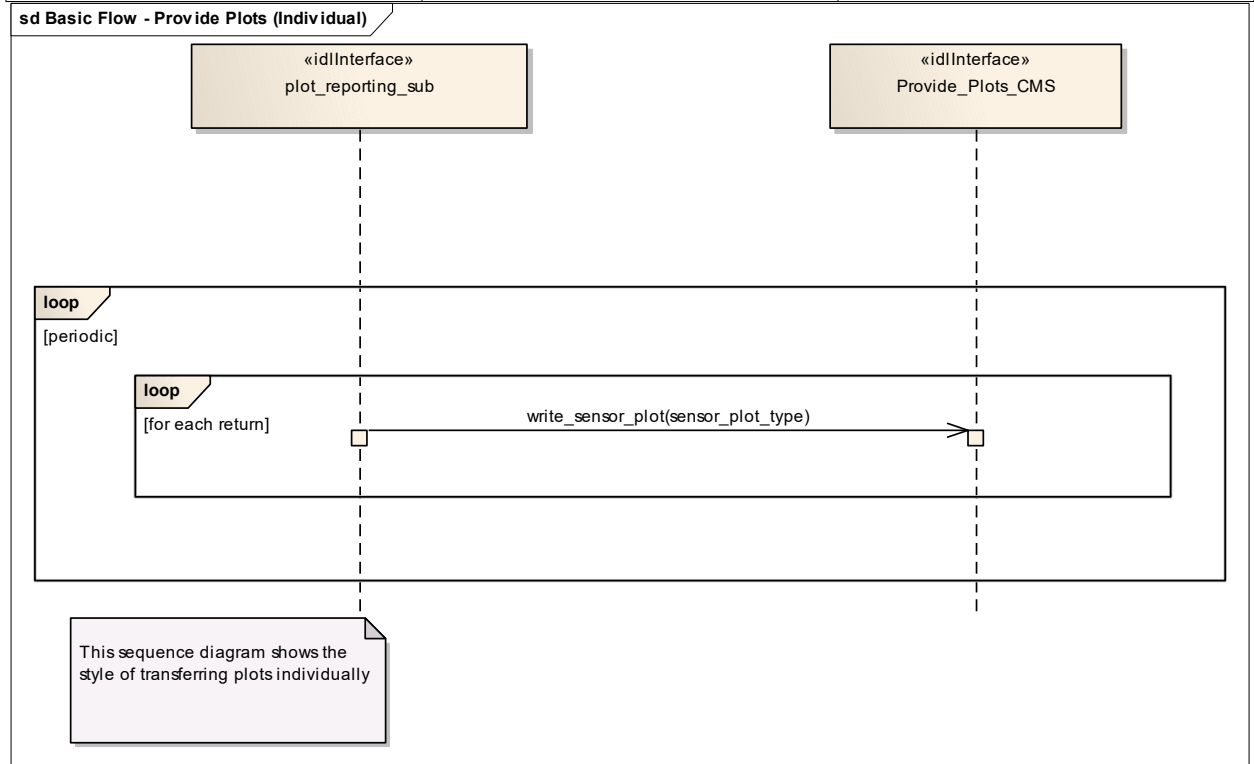 sd Basic Flow - Provide Plots (Individual)
«idlInterface»
plot_reporting_sub
«idlInterface»
Provide_Plots_CMS
loop
[periodic]
loop
[for each return]
write_sensor_plot(sensor_plot_type)
This sequence diagram shows the
style of transferring plots individually